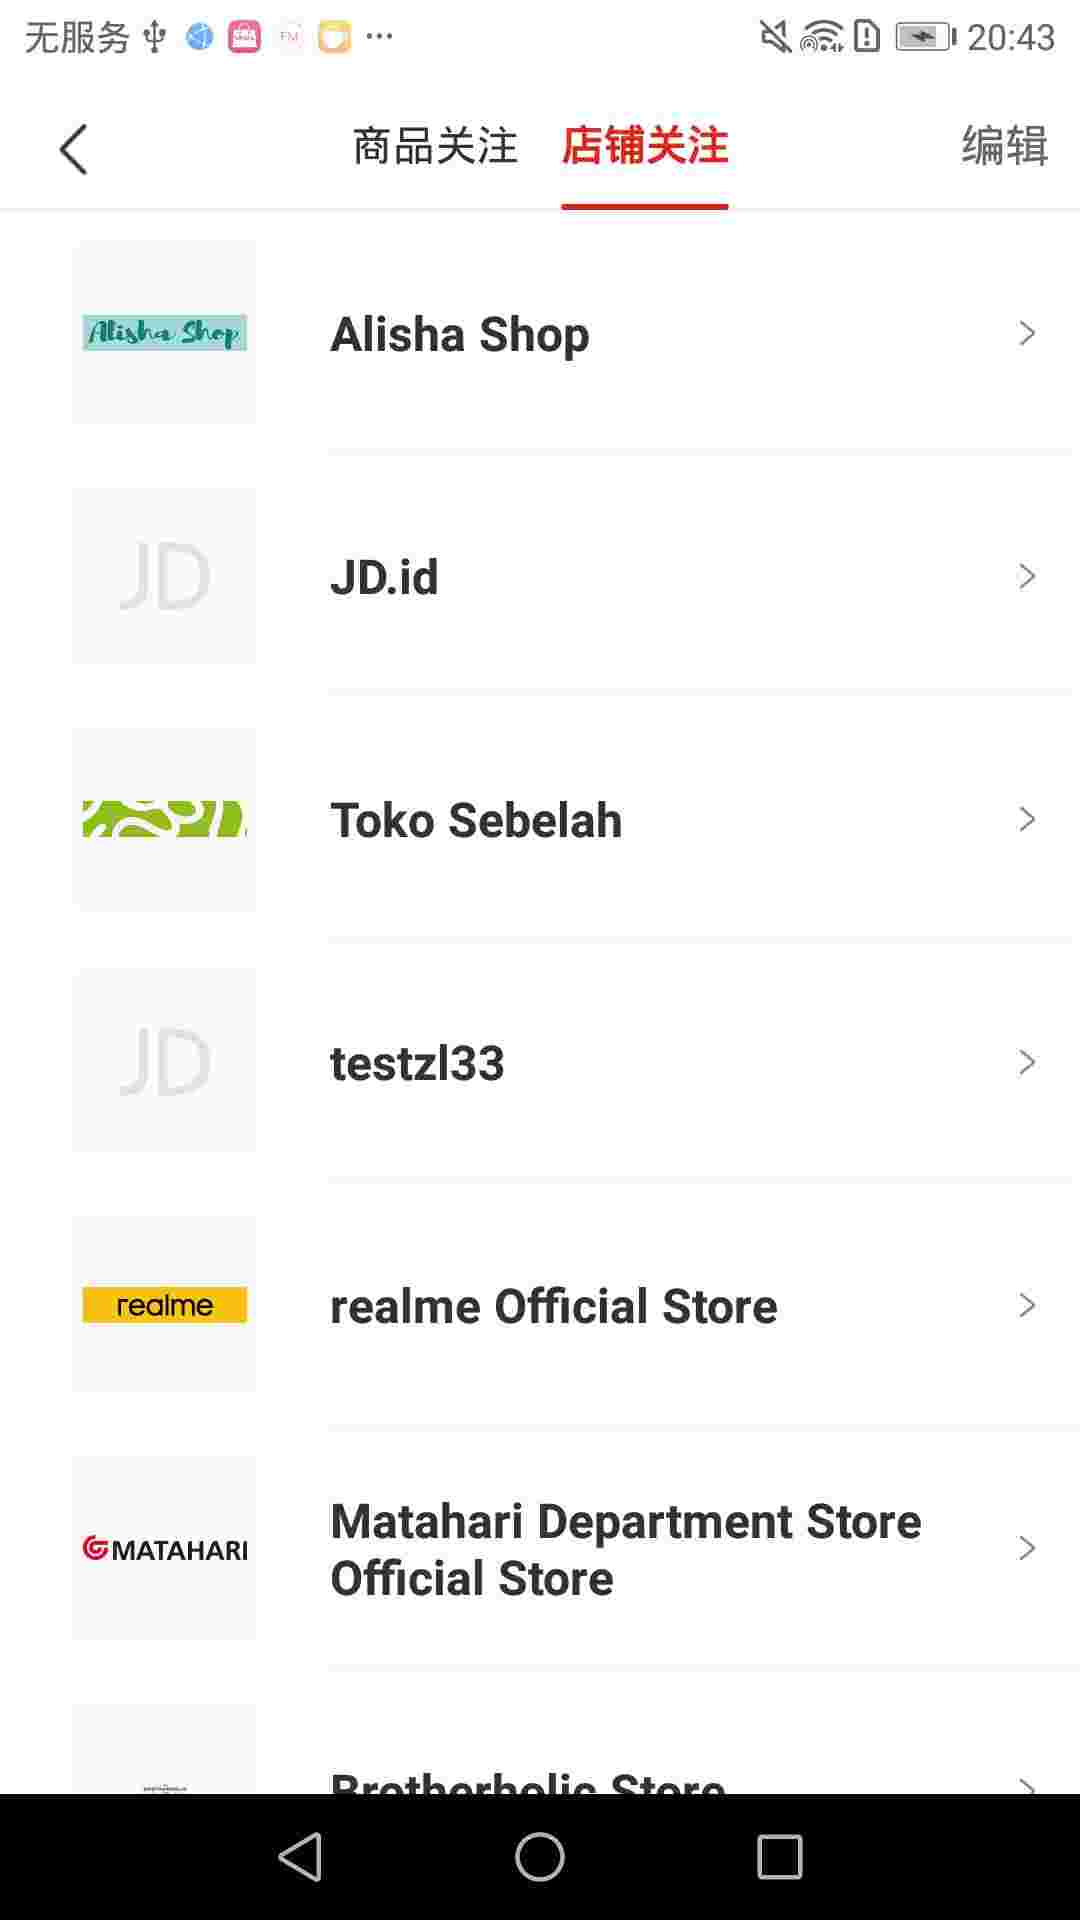 无服务
FM
20:43
商品关注
店铺关注
编辑
Alisha Shop
Alisha Shop
JD
JD.id
Toko Sebelah
JD
testzl33
realme
realme Official Store
MATAHARI
Matahari Department Store
Official Store
Brotherholic Store